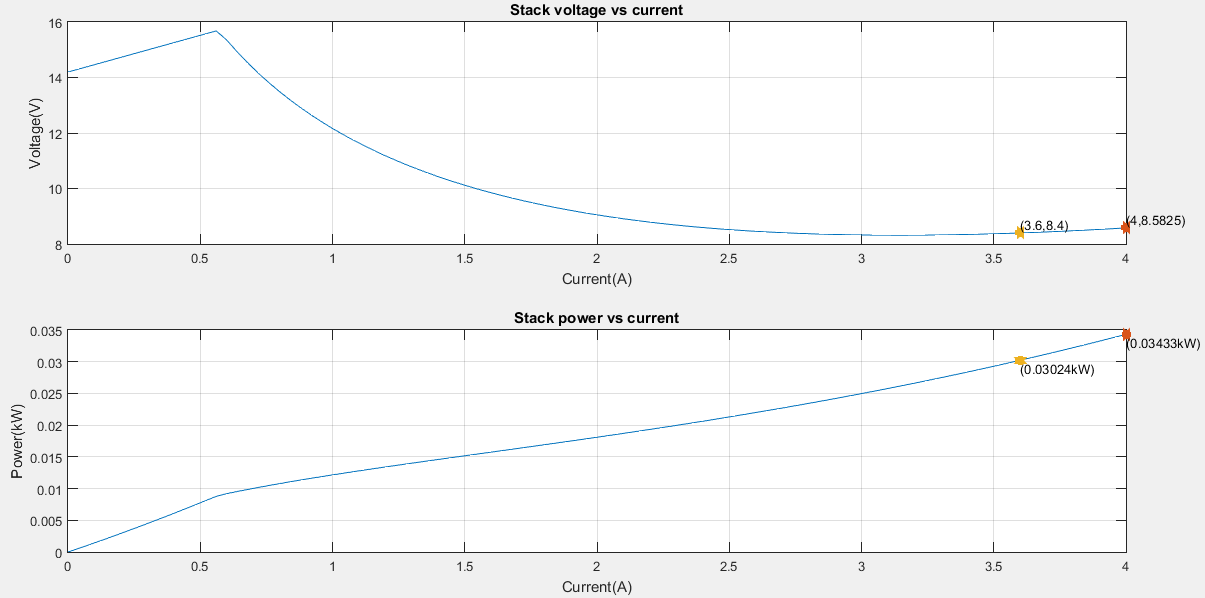 Stack voltage vs current
16
14
12
10
8
Voltage(V)
(3.6,8.4)
(4,8.5825)
0 0.5 1 1.5 2 2.5 3 3.5 4
Current(A)
Stack power vs current
0.035
0.03
0.025
0.02
0.015
0.01
0.005
0
Power(kW)
(0.03433kW)
(0.03024kW)
0 0.5 1 1.5 2 2.5 3 3.5 4
Current(A)